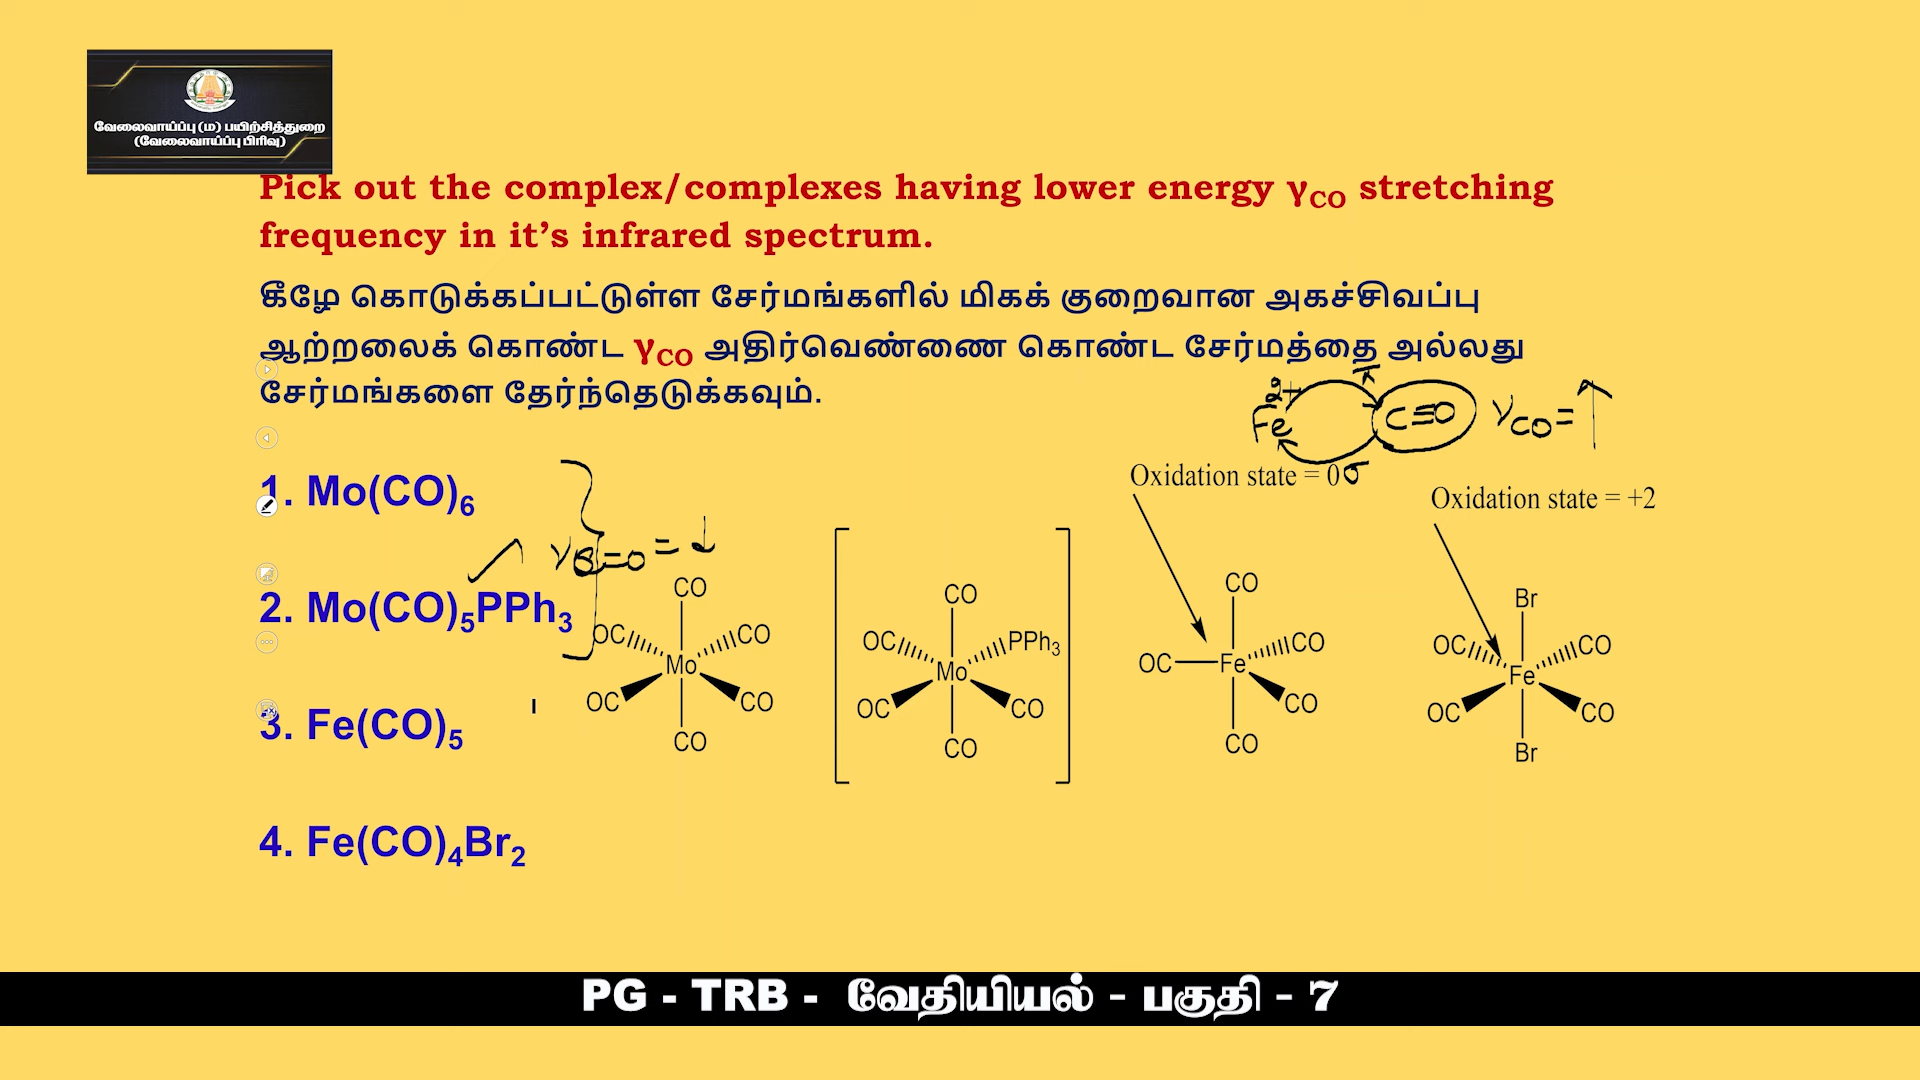 வேலைவாய்ப்பு (ம) பயிற்சித்துறை
(வேலைவாய்ப்பு பிரிவு)
Pick out the complex/complexes having lower energy γCO stretching
frequency in it’s infrared spectrum.
கீழே கொடுக்கப்பட்டுள்ள சேர்மங்களில் மிகக் குறைவான அகச்சிவப்பு
ஆற்றலைக் கொண்ட γCO அதிர்வெண்ணை கொண்ட சேர்மத்தை அல்லது
சேர்மங்களை தேர்ந்தெடுக்கவும்.
Fe2+ π C≡O νCO = ↑
σ
Oxidation state = 0
Oxidation state = +2
1. Mo(CO)6
= ↓
2. Mo(CO)5PPh3
3. Fe(CO)5
4. Fe(CO)4Br2
CO
OC CO
Mo
OC CO
CO
CO
OC PPh3
Mo
OC CO
CO
CO
CO
OC Fe
CO
CO
Br
OC CO
Fe
OC CO
Br
PG - TRB - வேதியியல் - பகுதி - 7